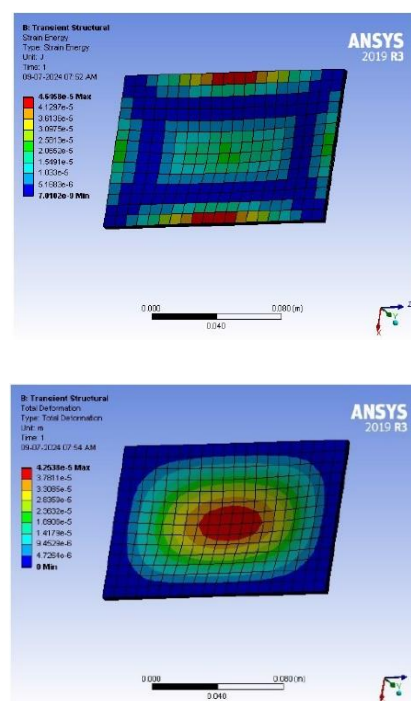 B: Transient Structural
Strain Energy
Type: Strain Energy
Unit: J
Time: 1
09-07-2024 07:52 AM
4.6458e-5 Max
4.1297e-5
3.6136e-5
3.0975e-5
2.5813e-5
2.0652e-5
1.5491e-5
1.033e-5
5.1683e-6
7.0102e-9 Min
ANSYS
2019 R3
0.000
0.080 (m)
0.040
Z
Y
X
B: Transient Structural
Total Deformation
Type: Total Deformation
Unit: m
Time: 1
09-07-2024 07:54 AM
4.2538e-5 Max
3.7811e-5
3.3085e-5
2.8359e-5
2.3632e-5
1.8906e-5
1.4179e-5
9.4529e-6
4.7264e-6
0 Min
ANSYS
2019 R3
0.000
0.080 (m)
0.040
Z
Y
X